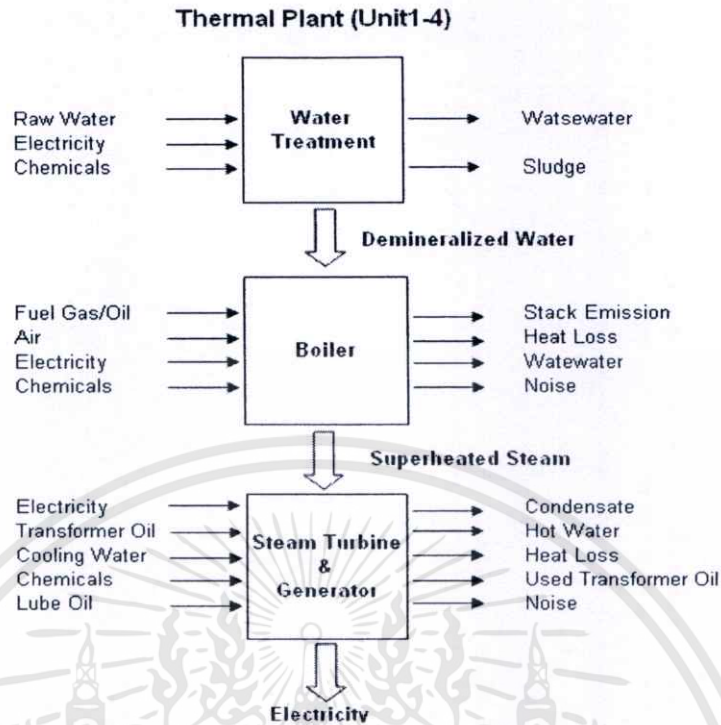 Thermal Plant (Unit1-4)
Raw Water
Electricity
Chemicals
Water
Treatment
Watsewater
Sludge
Demineralized Water
Fuel Gas/Oil
Air
Electricity
Chemicals
Boiler
Stack Emission
Heat Loss
Watewater
Noise
Superheated Steam
Electricity
Transformer Oil
Cooling Water
Chemicals
Lube Oil
Steam Turbine
&
Generator
Condensate
Hot Water
Heat Loss
Used Transformer Oil
Noise
Electricity